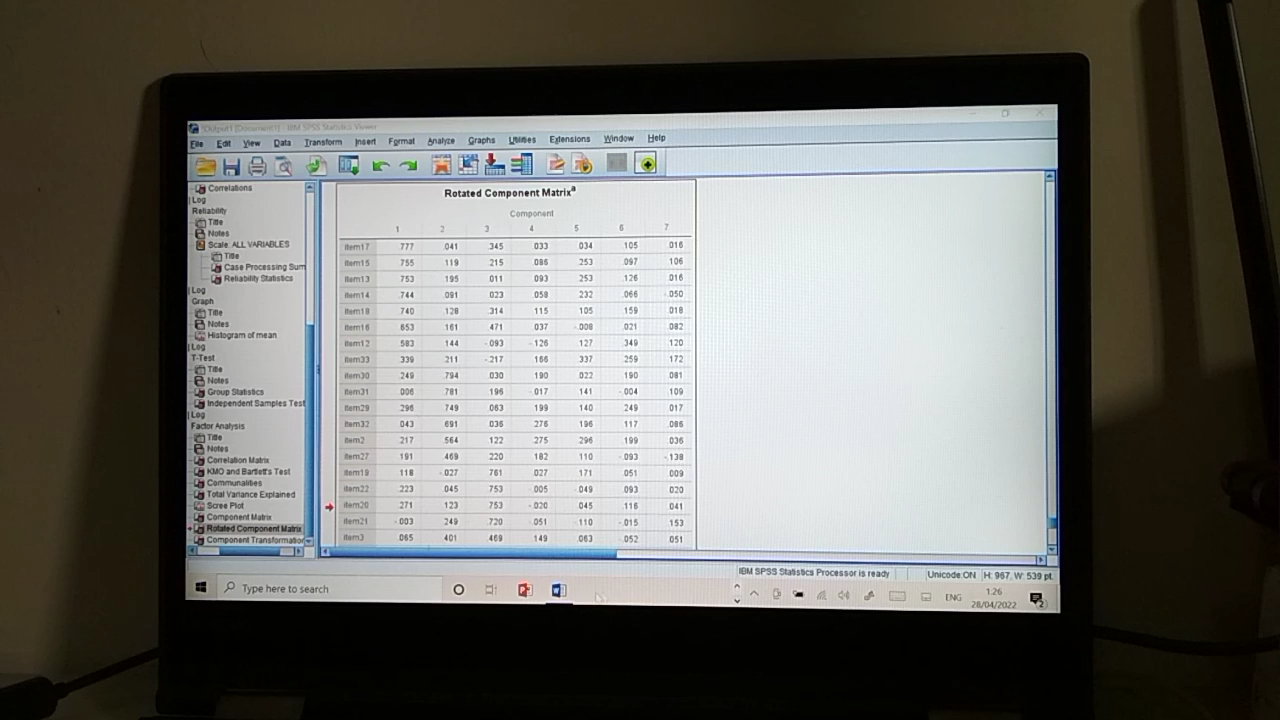 *Output1 [Document1] - IBM SPSS Statistics Viewer
File Edit View Data Transform Insert Format Analyze Graphs Utilities Extensions Window Help
Correlations
Log
Reliability
Title
Notes
Scale: ALL VARIABLES
Title
Case Processing Sum
Reliability Statistics
Log
Graph
Title
Notes
Histogram of mean
Log
T-Test
Title
Notes
Group Statistics
Independent Samples Test
Log
Factor Analysis
Title
Notes
Correlation Matrix
KMO and Bartlett's Test
Communalities
Total Variance Explained
Scree Plot
Component Matrix
Rotated Component Matrix
Component Transformation
Rotated Component Matrixa
Component
1 2 3 4 5 6 7
item17 .777 .041 .345 .033 .034 .105 .016
item15 .755 .119 .215 .086 .253 .097 .106
item13 .753 .195 .011 .093 .253 .126 .016
item14 .744 .091 .023 .058 .232 .066 .050
item18 .740 .128 .314 .115 .105 .159 .018
item16 .653 .161 .471 .037 -.008 .021 .082
item12 .583 .144 -.093 -.126 .127 .349 .120
item33 .339 .211 -.217 .166 .337 .259 .172
item30 .249 .794 .030 .190 .022 .190 .081
item31 .006 .781 .196 -.017 .141 -.004 .109
item29 .296 .749 .063 .199 .140 .249 .017
item32 .043 .691 .036 .276 .196 .117 .086
item2 .217 .564 .122 .275 .296 .199 .036
item27 .191 .469 .220 .182 .110 -.093 -.138
item19 .118 -.027 .761 .027 .171 .051 .009
item22 .223 .045 .753 -.005 -.049 .093 .020
item20 .271 .123 .753 -.020 .045 .116 .041
item21 -.003 .249 .720 -.051 -.110 -.015 .153
item3 .065 .401 .469 .149 .063 .052 .051
IBM SPSS Statistics Processor is ready Unicode:ON H: 967, W: 539 pt.
Type here to search
ENG
1:26
28/04/2022
2